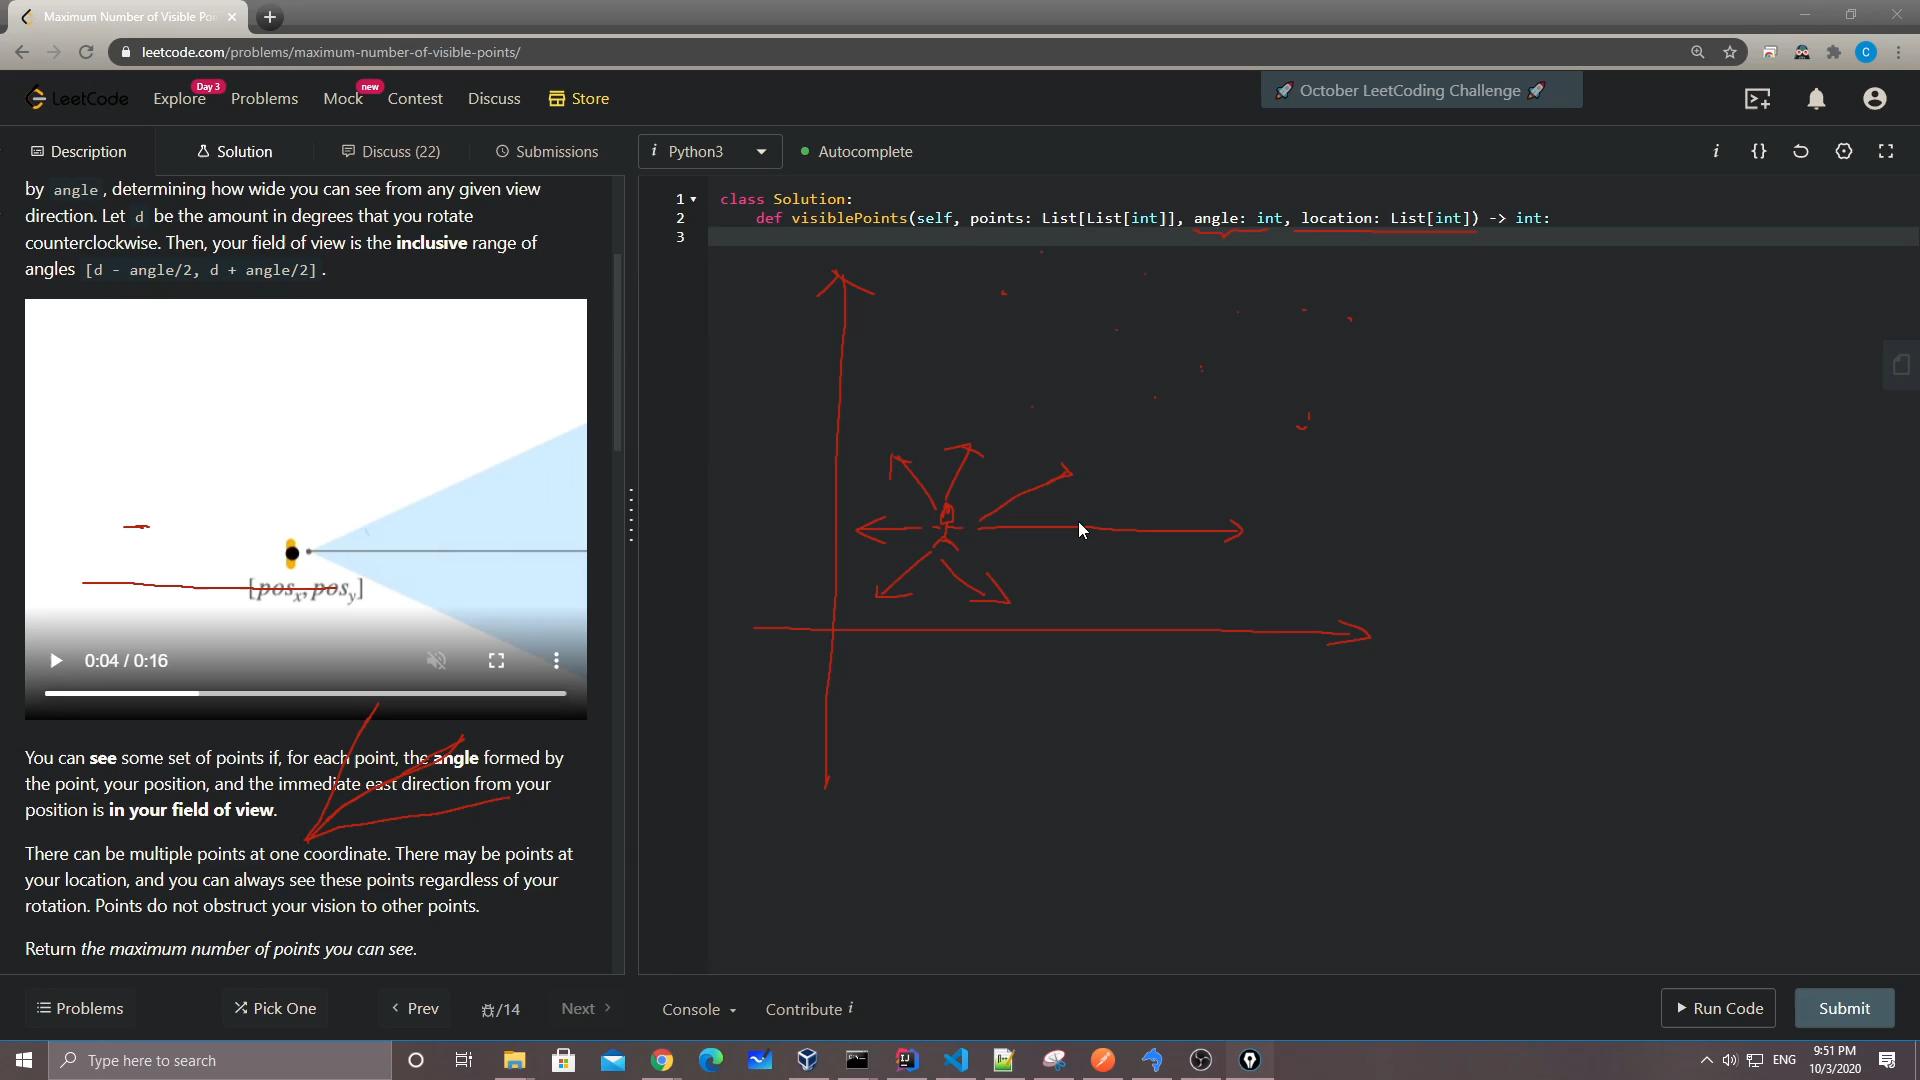 Maximum Number of Visible Poi
leetcode.com/problems/maximum-number-of-visible-points/
C
LeetCode
Explore
Day 3
Problems
Mock
new
Contest
Discuss
Store
🚀 October LeetCoding Challenge 🚀
Description
Solution
Discuss (22)
Submissions
i Python3
Autocomplete
i
{}
by angle, determining how wide you can see from any given view
direction. Let d be the amount in degrees that you rotate
counterclockwise. Then, your field of view is the inclusive range of
angles [d - angle/2, d + angle/2].
[pos_x, pos_y]
0:04 / 0:16
You can see some set of points if, for each point, the angle formed by
the point, your position, and the immediate east direction from your
position is in your field of view.
There can be multiple points at one coordinate. There may be points at
your location, and you can always see these points regardless of your
rotation. Points do not obstruct your vision to other points.
Return the maximum number of points you can see.
1 class Solution:
2 def visiblePoints(self, points: List[List[int]], angle: int, location: List[int]) -> int:
3
Problems
Pick One
Prev
/14
Next
Console
Contribute i
Run Code
Submit
Type here to search
ENG
9:51 PM
10/3/2020